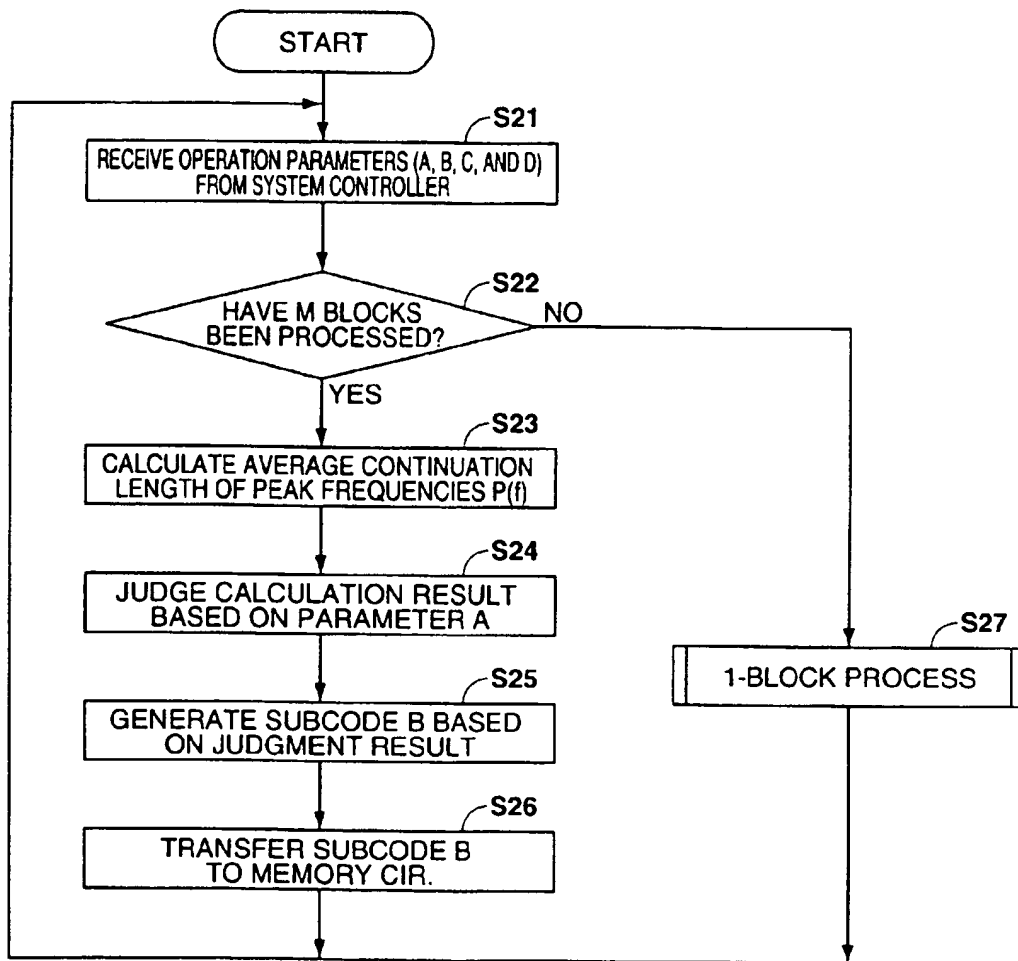 START
S21
RECEIVE OPERATION PARAMETERS (A, B, C, AND D)
FROM SYSTEM CONTROLLER
S22
HAVE M BLOCKS
BEEN PROCESSED?
NO
YES
S23
CALCULATE AVERAGE CONTINUATION
LENGTH OF PEAK FREQUENCIES P(f)
S24
JUDGE CALCULATION RESULT
BASED ON PARAMETER A
S27
1-BLOCK PROCESS
S25
GENERATE SUBCODE B BASED
ON JUDGMENT RESULT
S26
TRANSFER SUBCODE B
TO MEMORY CIR.